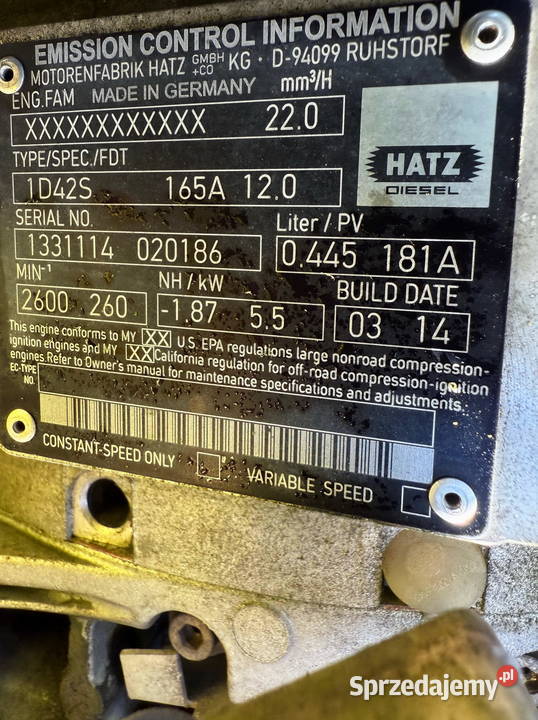 EMISSION CONTROL INFORMATION
MOTORENFABRIK HATZ GMBH +CO KG · D-94099 RUHSTORF
ENG.FAM MADE IN GERMANY mm³/H
XXXXXXXXXXXX 22.0
TYPE/SPEC./FDT
1D42S 165A 12.0
HATZ
DIESEL
SERIAL NO. Liter / PV
1331114 020186 0.445 181A
MIN⁻¹ NH / kW BUILD DATE
2600 260 -1.87 5.5 03 14
This engine conforms to MY XX U.S. EPA regulations large nonroad compression-
ignition engines and MY XX California regulation for off-road compression-ignition
engines. Refer to Owner's manual for maintenance specifications and adjustments.
EC-TYPE
NO.
CONSTANT-SPEED ONLY VARIABLE SPEED
Sprzedajemy.pl